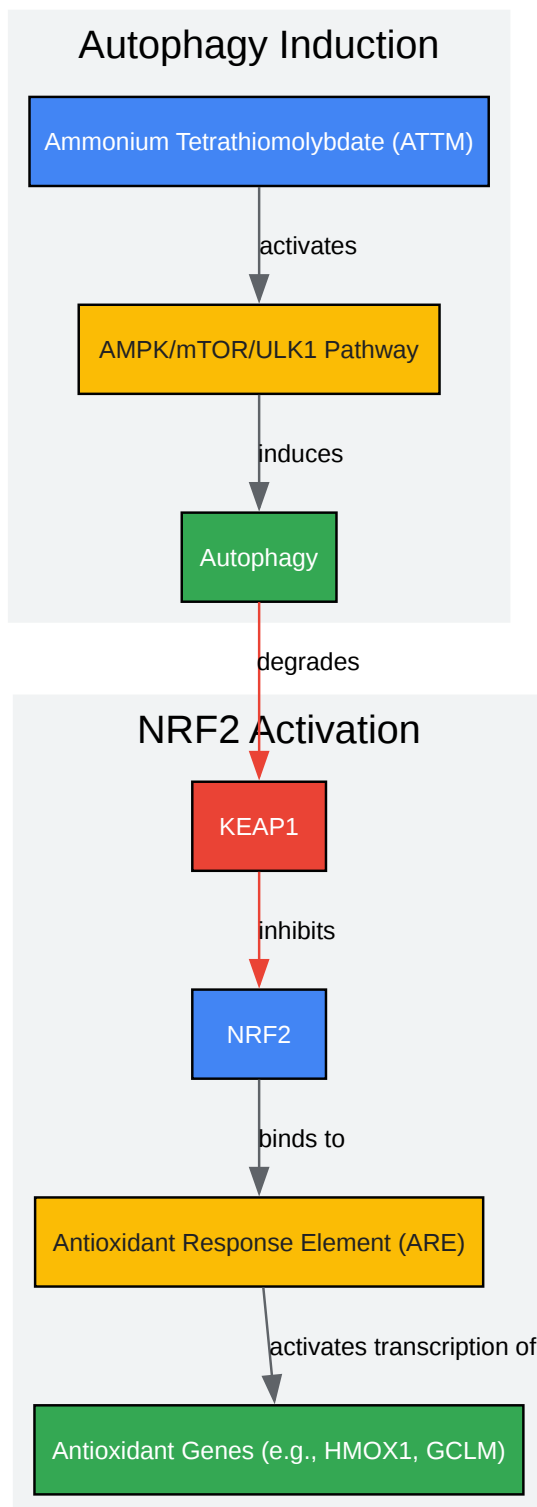 Autophagy Induction
Ammonium Tetrathiomolybdate (ATTM)
activates
AMPK/mTOR/ULK1 Pathway
induces
Autophagy
degrades
NRF2 Activation
KEAP1
inhibits
NRF2
binds to
Antioxidant Response Element (ARE)
activates transcription of
Antioxidant Genes (e.g., HMOX1, GCLM)